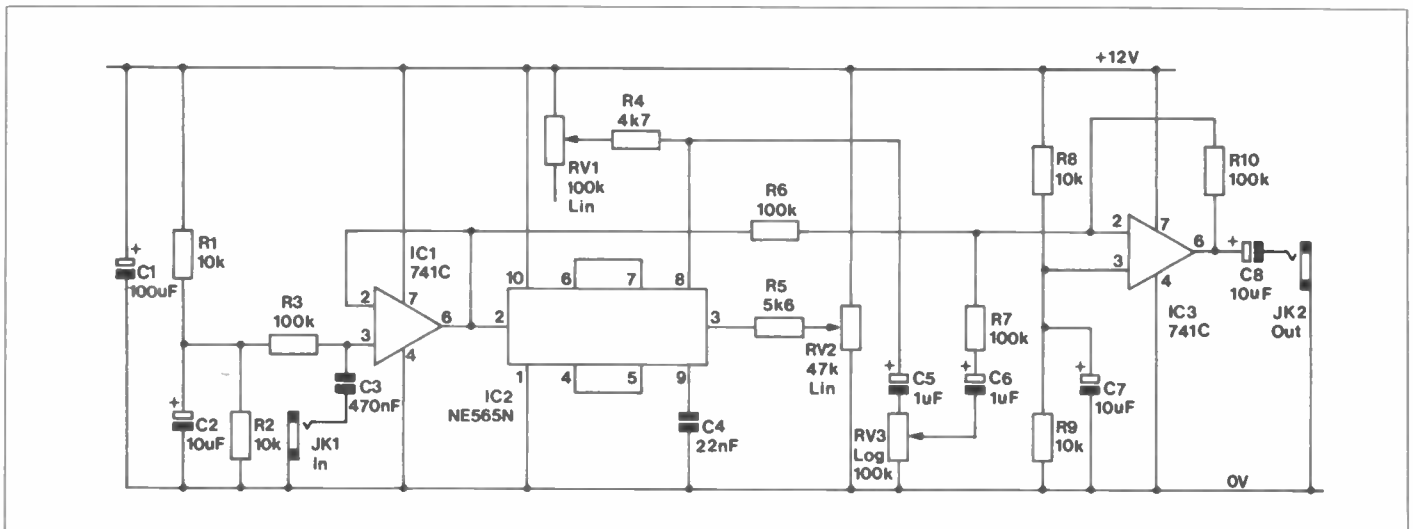 +12V
R4
4k7
RV1
100k
Lin
R8
10k
R10
100k
R6
100k
R1
10k
IC1
741C
2
7
6
+
C1
100uF
10
6
7
8
2
7
6
+
3
R3
100k
2
3
4
6
2
3
R5
5k6
4
C8
10uF
IC3
741C
JK2
Out
R7
100k
RV2
47k
Lin
4
5
1
9
IC2
NE565N
C3
470nF
+
C2
10uF
R2
10k
JK1
In
C4
22nF
+
C5
1uF
+
C6
1uF
+
C7
10uF
RV3
Log
100k
R9
10k
0V